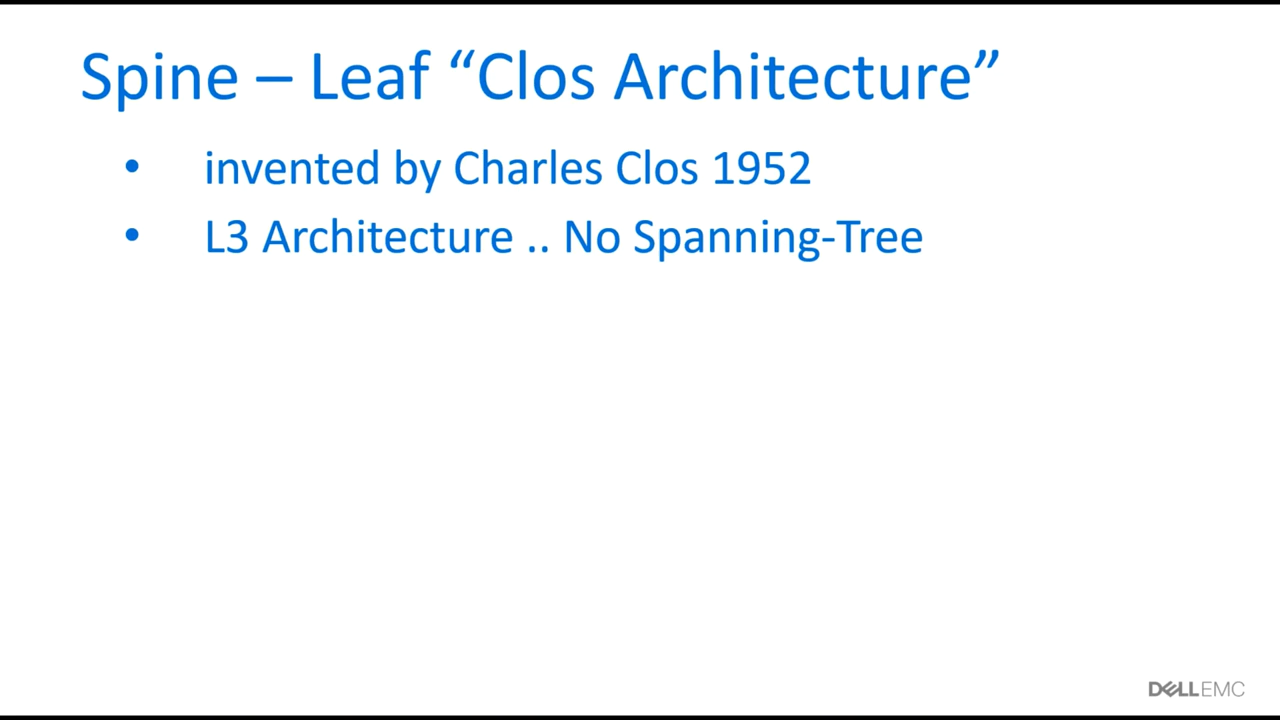 Spine – Leaf “Clos Architecture”
• invented by Charles Clos 1952
• L3 Architecture .. No Spanning-Tree
DELLEMC